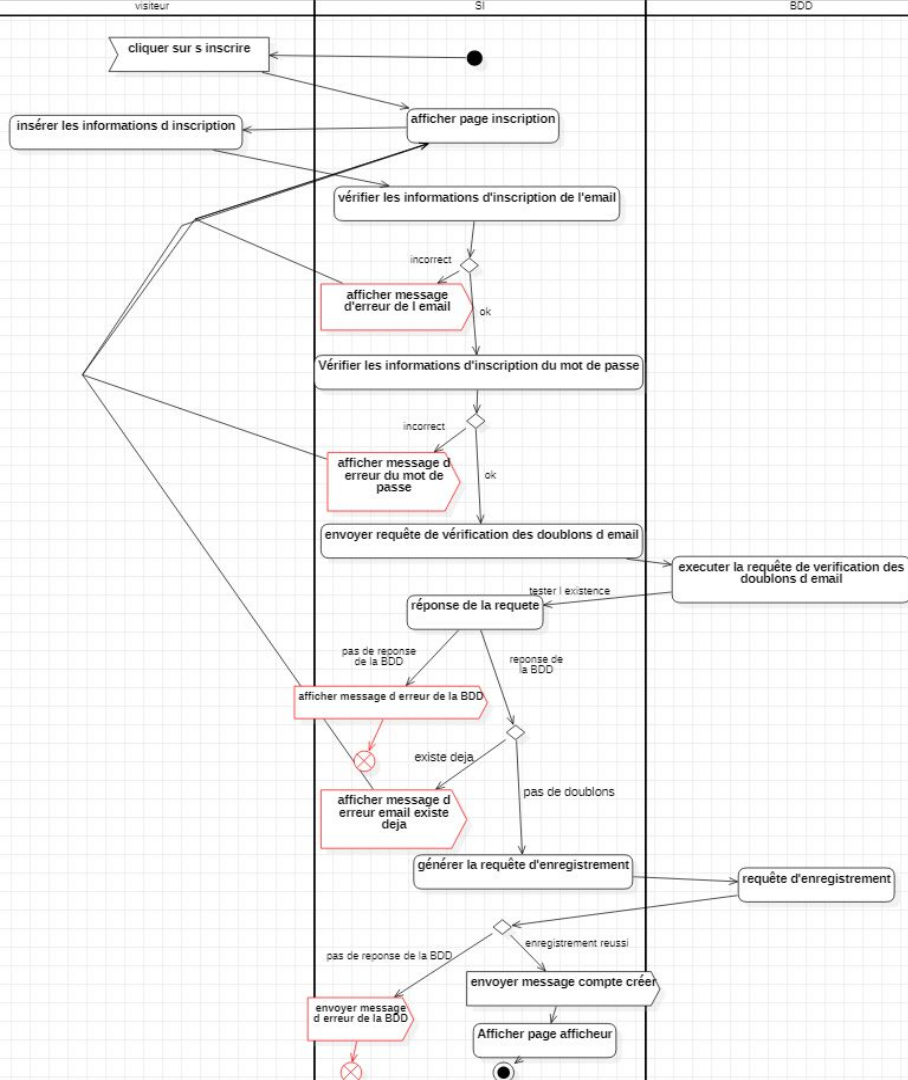 visiteur
SI
BDD
cliquer sur s inscrire
afficher page inscription
insérer les informations d inscription
vérifier les informations d'inscription de l'email
incorrect
afficher message
d'erreur de l email
ok
Vérifier les informations d'inscription du mot de passe
incorrect
afficher message d
erreur du mot de
passe
ok
envoyer requête de vérification des doublons d email
executer la requête de verification des
doublons d email
tester l existence
réponse de la requete
pas de reponse
de la BDD
reponse de
la BDD
afficher message d erreur de la BDD
existe deja
pas de doublons
afficher message d
erreur email existe
deja
générer la requête d'enregistrement
requête d'enregistrement
pas de reponse de la BDD
enregistrement reussi
envoyer message compte créer
envoyer message
d erreur de la BDD
Afficher page afficheur